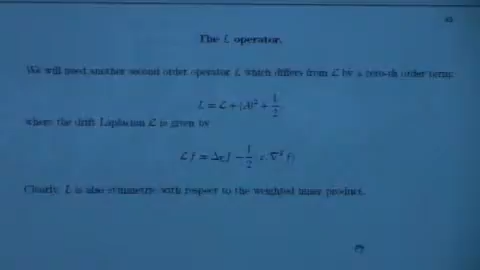 The L operator.
We will need another second order operator L which differs from 𝓛 by a zero-th order term:
L = 𝓛 + |A|² + 1/2
where the drift Laplacian 𝓛 is given by
𝓛 f = Δ f − 1/2
Clearly, L is also symmetric with respect to the weighted inner product.